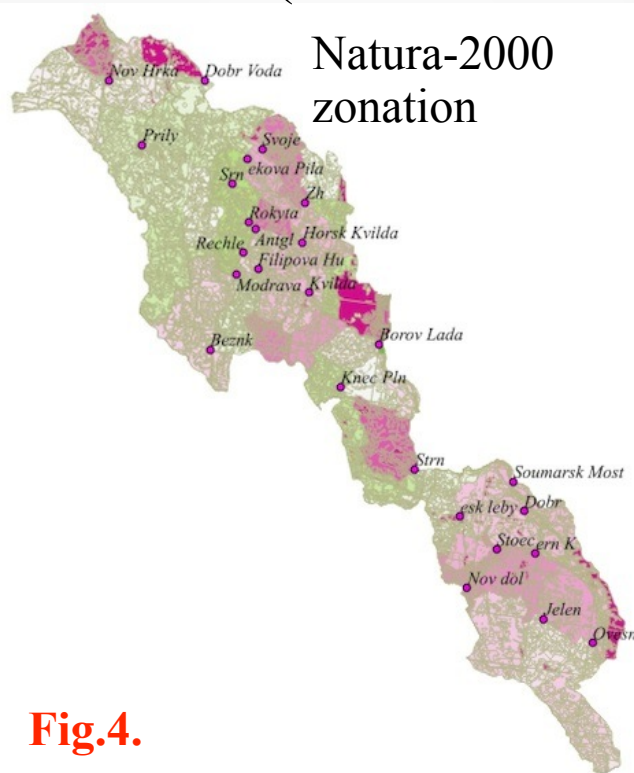 Natura-2000
zonation
Nov Hrka
Dobr Voda
Prily
Svoje
ekova Pila
Srn
Zh
Rokyta
Antgl
Horsk Kvilda
Rechle
Filipova Hu
Modrava
Kvilda
Beznk
Borov Lada
Knec Pln
Strn
Soumarsk Most
esk leby
Dobr
Stoec
ern K
Nov dol
Jelen
Ovesn
Fig.4.